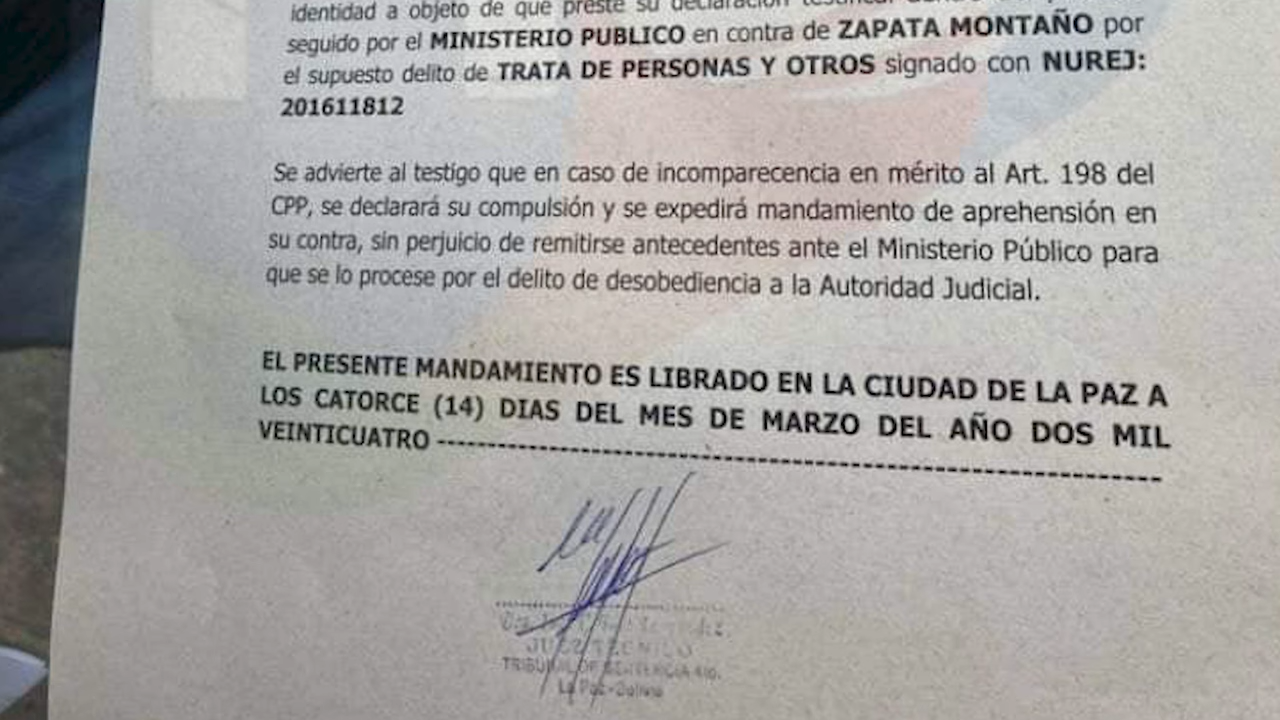 identidad a objeto de que preste su declaración
seguido por el MINISTERIO PUBLICO en contra de ZAPATA MONTAÑO por
el supuesto delito de TRATA DE PERSONAS Y OTROS signado con NUREJ:
201611812
Se advierte al testigo que en caso de incomparecencia en mérito al Art. 198 del
CPP, se declarará su compulsión y se expedirá mandamiento de aprehensión en
su contra, sin perjuicio de remitirse antecedentes ante el Ministerio Público para
que se lo procese por el delito de desobediencia a la Autoridad Judicial.
EL PRESENTE MANDAMIENTO ES LIBRADO EN LA CIUDAD DE LA PAZ A
LOS CATORCE (14) DIAS DEL MES DE MARZO DEL AÑO DOS MIL
VEINTICUATRO
JUEZ TECNICO
TRIBUNAL DE SENTENCIA 4to.
La Paz - Bolivia